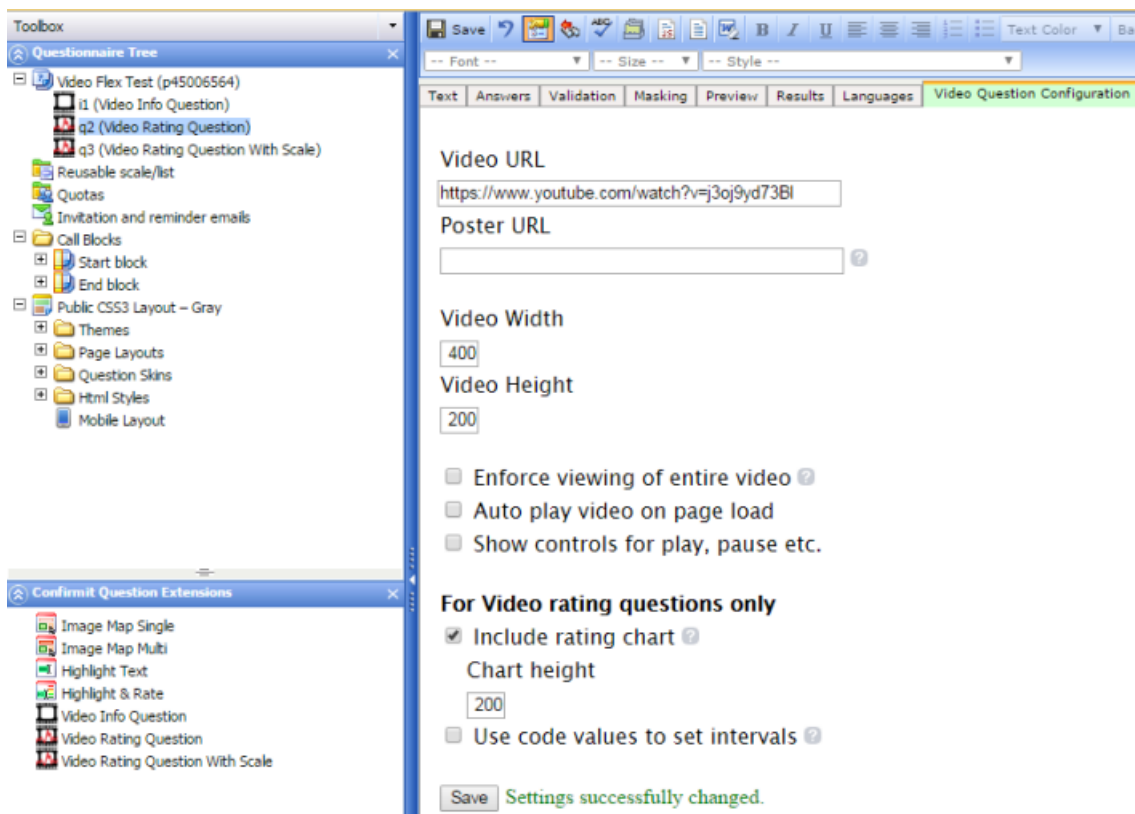 Toolbox
Questionnaire Tree
Video Flex Test (p45006564)
i1 (Video Info Question)
q2 (Video Rating Question)
q3 (Video Rating Question With Scale)
Reusable scale/list
Quotas
Invitation and reminder emails
Call Blocks
Start block
End block
Public CSS3 Layout – Gray
Themes
Page Layouts
Question Skins
Html Styles
Mobile Layout
Confirmit Question Extensions
Image Map Single
Image Map Multi
Highlight Text
Highlight & Rate
Video Info Question
Video Rating Question
Video Rating Question With Scale
Save ABC B I U Text Color Ba
-- Font -- -- Size -- -- Style --
Text Answers Validation Masking Preview Results Languages Video Question Configuration
Video URL
https://www.youtube.com/watch?v=j3oj9yd73BI
Poster URL
Video Width
400
Video Height
200
Enforce viewing of entire video ?
Auto play video on page load
Show controls for play, pause etc.
For Video rating questions only
Include rating chart ?
Chart height
200
Use code values to set intervals ?
Save Settings successfully changed.